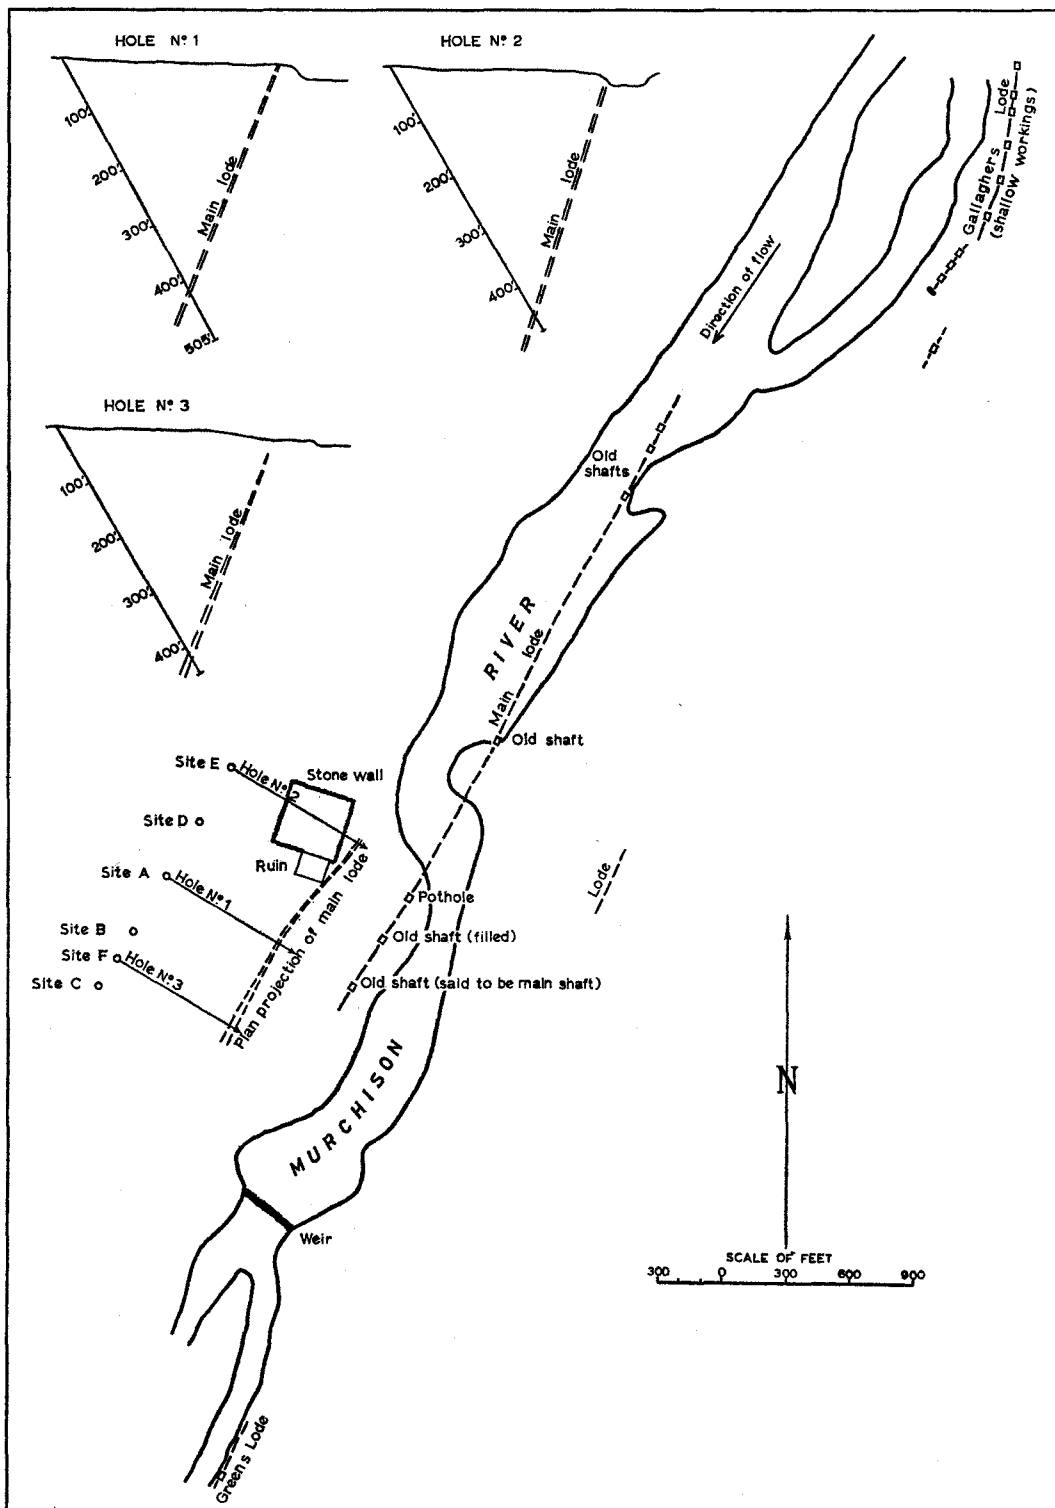 HOLE Nº 1
100'
200'
300'
400'
505'
Main lode
HOLE Nº 2
100'
200'
300'
400'
Main lode
HOLE Nº 3
100'
200'
300'
400'
Main lode
Gallaghers Lode
(shallow workings)
Direction of flow
Old
shafts
RIVER
Main lode
Old shaft
Site E
Hole Nº 2
Stone wall
Site D
Ruin
Site A
Hole Nº 1
Site B
Site F
Hole Nº 3
Site C
Plan projection of main lode
Pothole
Old shaft (filled)
Old shaft (said to be main shaft)
Lode
MURCHISON
N
Weir
SCALE OF FEET
300 0 300 600 900
Greens Lode